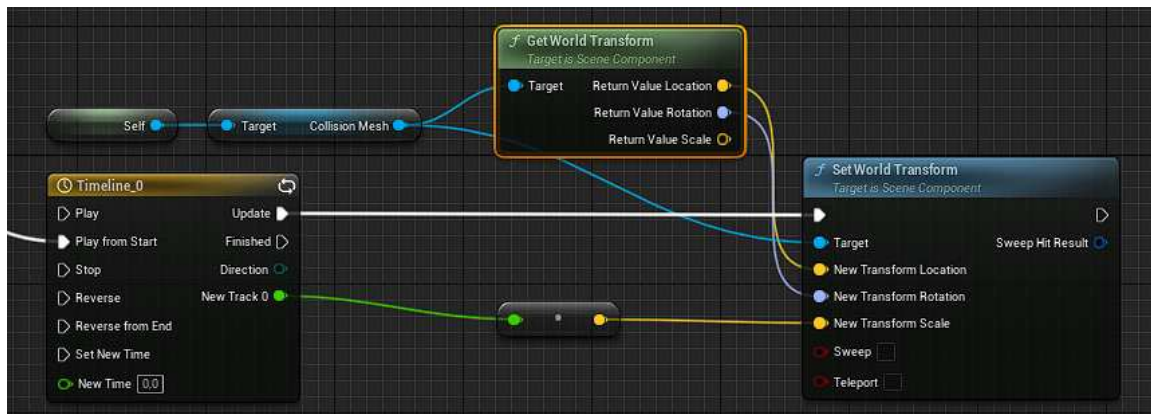 GetWorld Transform
Target is Scene Component
Target
Return Value Location
Return Value Rotation
Return Value Scale
Self
Target
Collision Mesh
Timeline_0
Play
Update
Play from Start
Finished
Stop
Direction
Reverse
New Track 0
Reverse from End
Set New Time
New Time 0,0
SetWorld Transform
Target is Scene Component
Target
Sweep Hit Result
New Transform Location
New Transform Rotation
New Transform Scale
Sweep
Teleport